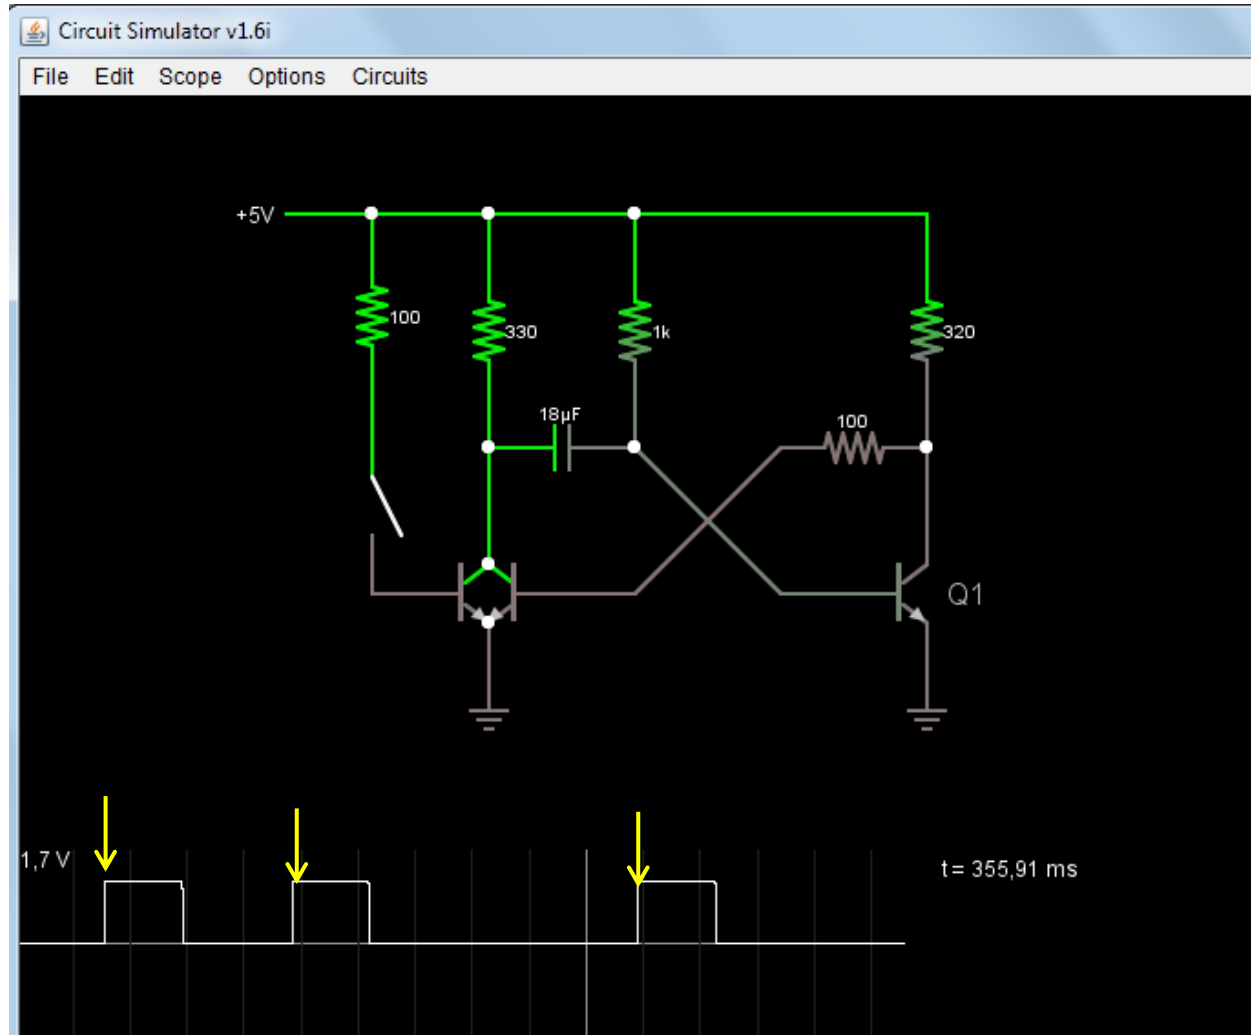 Circuit Simulator v1.6i
File Edit Scope Options Circuits
+5V
100
330
1k
320
18µF
100
Q1
1,7 V
t = 355,91 ms